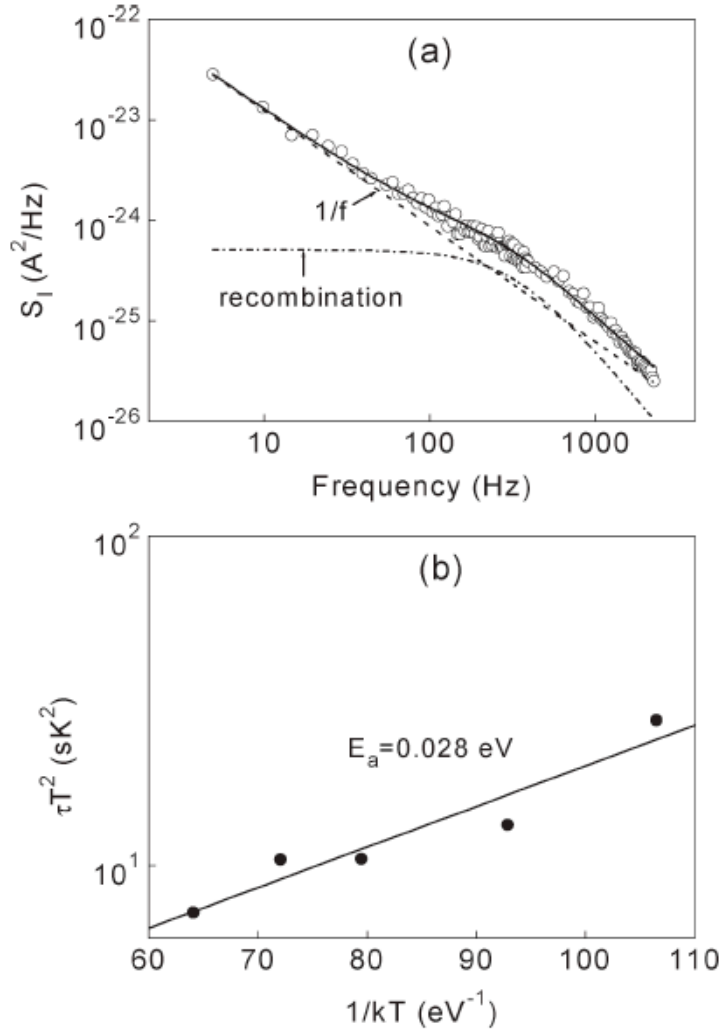 (a)
10^-22
10^-23
10^-24
10^-25
10^-26
S_I (A^2/Hz)
1/f
recombination
10 100 1000
Frequency (Hz)
(b)
10^2
10^1
τT^2 (sK^2)
E_a=0.028 eV
60 70 80 90 100 110
1/kT (eV^-1)